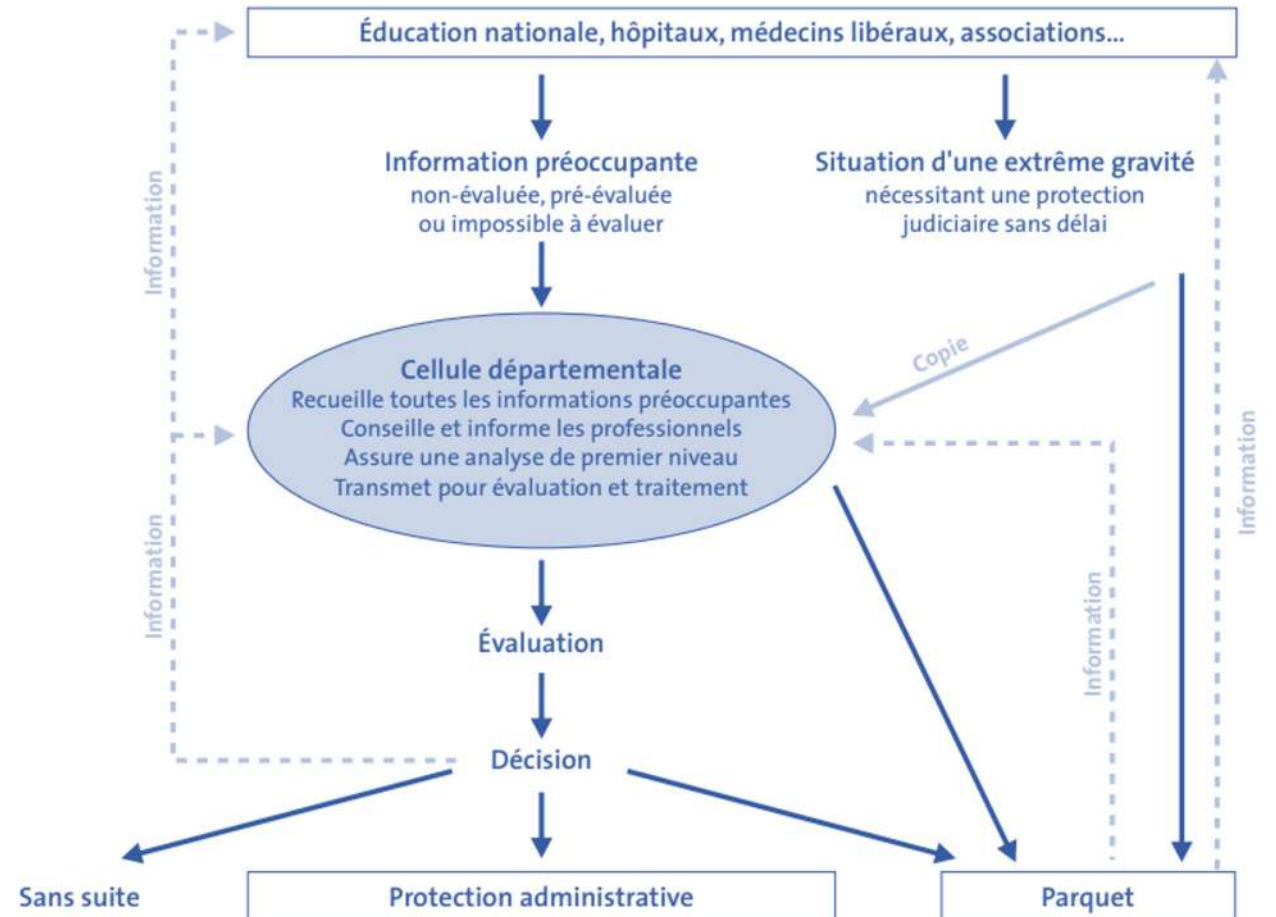 Éducation nationale, hôpitaux, médecins libéraux, associations...
Information préoccupante
non-évaluée, pré-évaluée
ou impossible à évaluer
Situation d'une extrême gravité
nécessitant une protection
judiciaire sans délai
Information
Copie
Cellule départementale
Recueille toutes les informations préoccupantes
Conseille et informe les professionnels
Assure une analyse de premier niveau
Transmet pour évaluation et traitement
Information
Information
Information
Évaluation
Décision
Sans suite
Protection administrative
Parquet